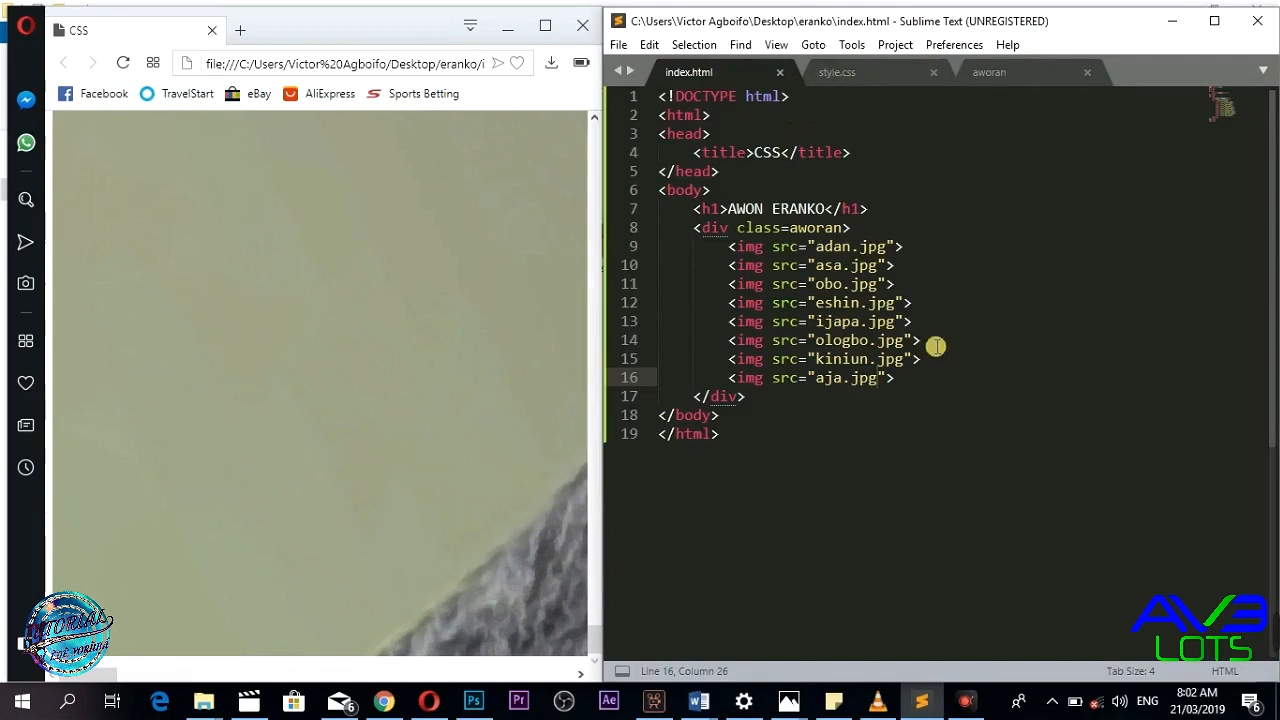 CSS
file:///C:/Users/Victor%20Agboifo/Desktop/eranko/i
Facebook
TravelStart
eBay
AliExpress
Sports Betting
C:\Users\Victor Agboifo\Desktop\eranko\index.html - Sublime Text (UNREGISTERED)
File Edit Selection Find View Goto Tools Project Preferences Help
index.html
style.css
aworan
1 <!DOCTYPE html>
2 <html>
3 <head>
4 <title>CSS</title>
5 </head>
6 <body>
7 <h1>AWON ERANKO</h1>
8 <div class=aworan>
9 <img src="adan.jpg">
10 <img src="asa.jpg">
11 <img src="obo.jpg">
12 <img src="eshin.jpg">
13 <img src="ijapa.jpg">
14 <img src="ologbo.jpg">
15 <img src="kiniun.jpg">
16 <img src="aja.jpg">
17 </div>
18 </body>
19 </html>
AV3
LOTS
Line 16, Column 26
Tab Size: 4
HTML
ENG
8:02 AM
21/03/2019